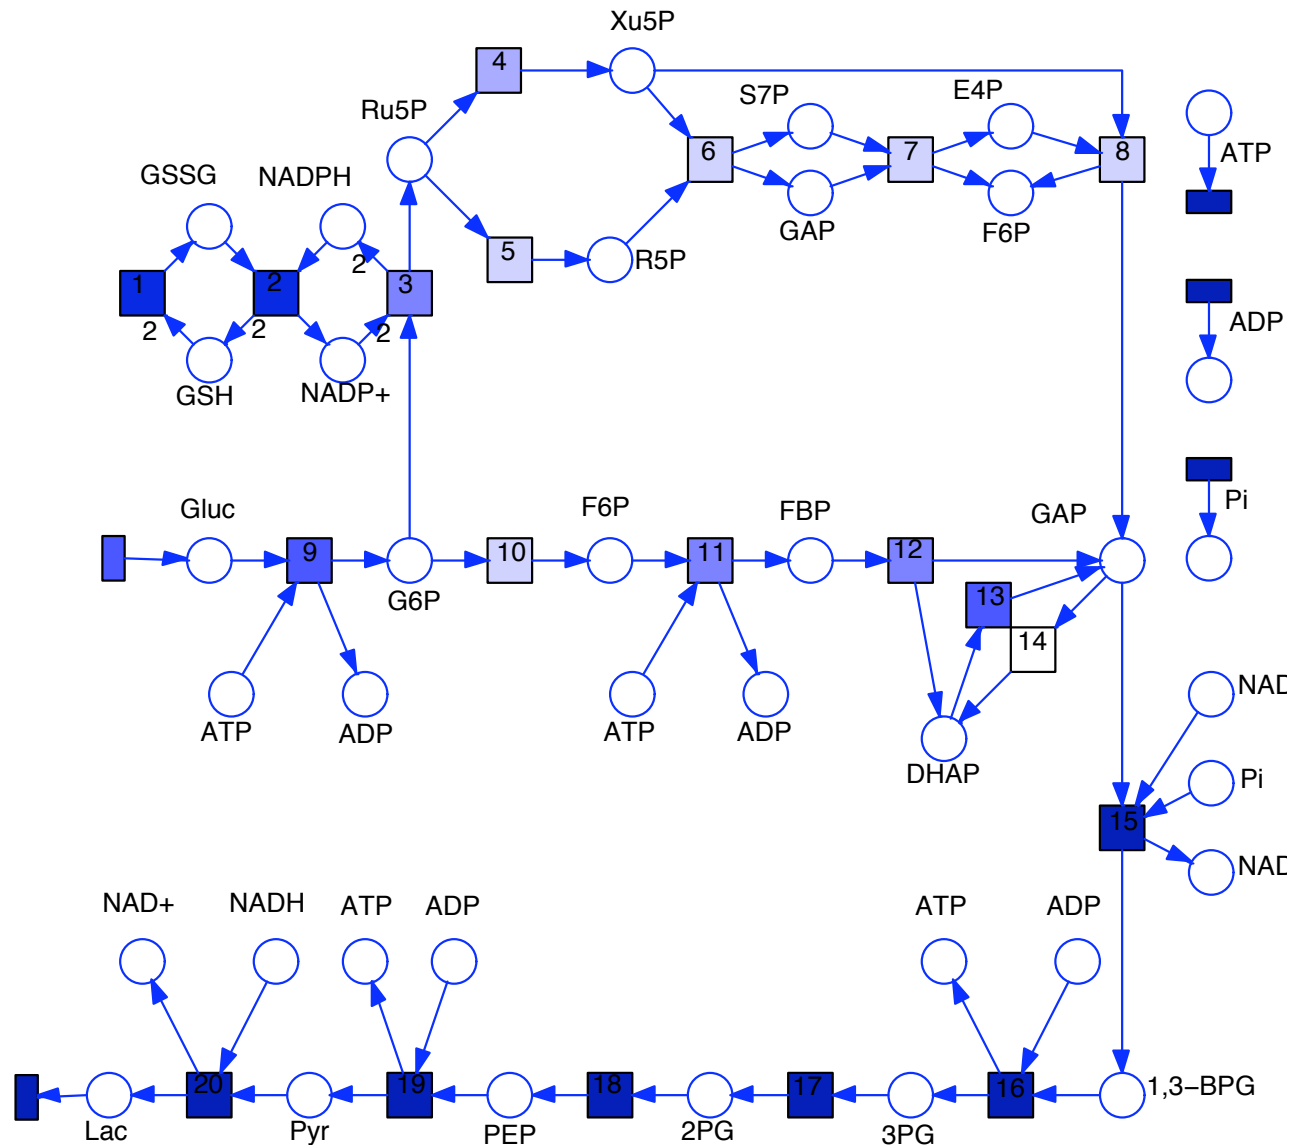 Xu5P
4
S7P
E4P
Ru5P
ATP
6
7
8
GSSG
NADPH
GAP
F6P
5
R5P
2
1
2
3
ADP
2
2
2
GSH
NADP+
Gluc
F6P
FBP
GAP
Pi
9
10
11
12
G6P
13
14
NAD
ATP
ADP
ATP
ADP
DHAP
Pi
15
NAD
NAD+
NADH
ATP
ADP
ATP
ADP
20
19
18
17
16
1,3–BPG
Lac
Pyr
PEP
2PG
3PG